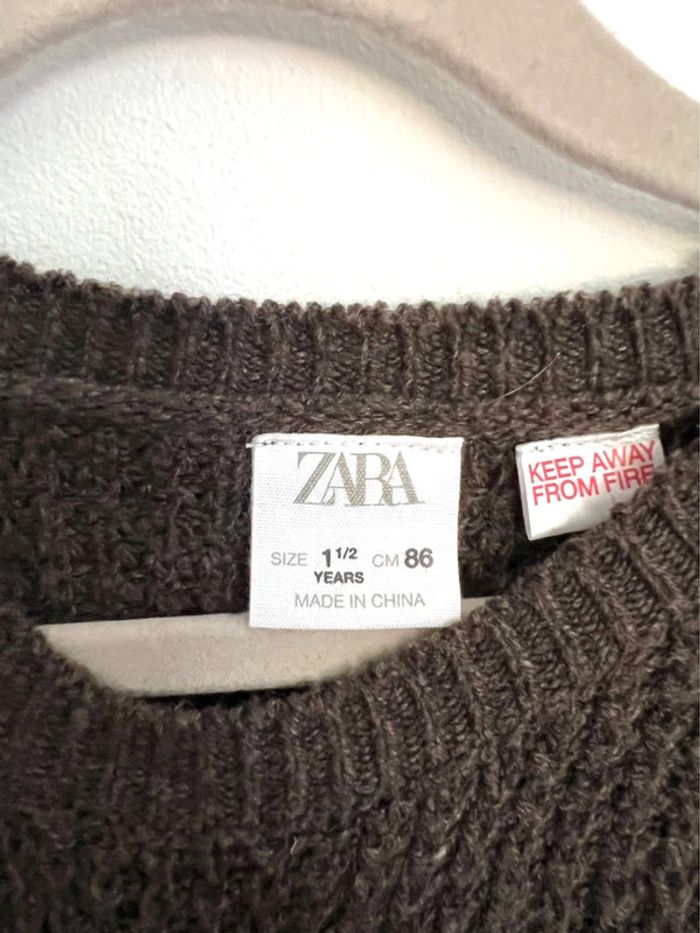 ZARA
SIZE 1 1/2 CM 86
YEARS
MADE IN CHINA
KEEP AWAY
FROM FIRE